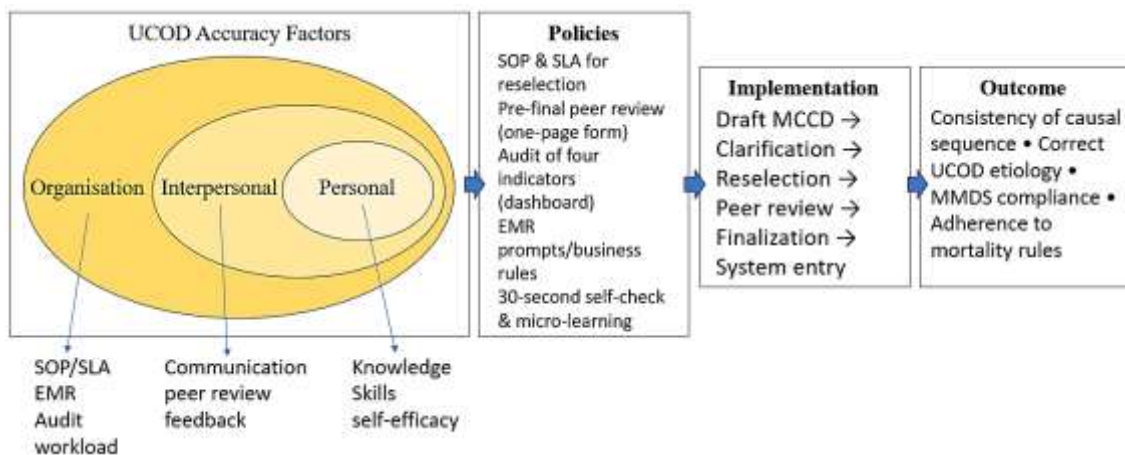 UCOD Accuracy Factors
Organisation
Interpersonal
Personal
SOP/SLA
EMR
Audit
workload
Communication
peer review
feedback
Knowledge
Skills
self-efficacy
Policies
SOP & SLA for
reselection
Pre-final peer review
(one-page form)
Audit of four
indicators
(dashboard)
EMR
prompts/business
rules
30-second self-check
& micro-learning
Implementation
Draft MCCD →
Clarification →
Reselection →
Peer review →
Finalization →
System entry
Outcome
Consistency of causal
sequence • Correct
UCOD etiology •
MMDS compliance •
Adherence to
mortality rules